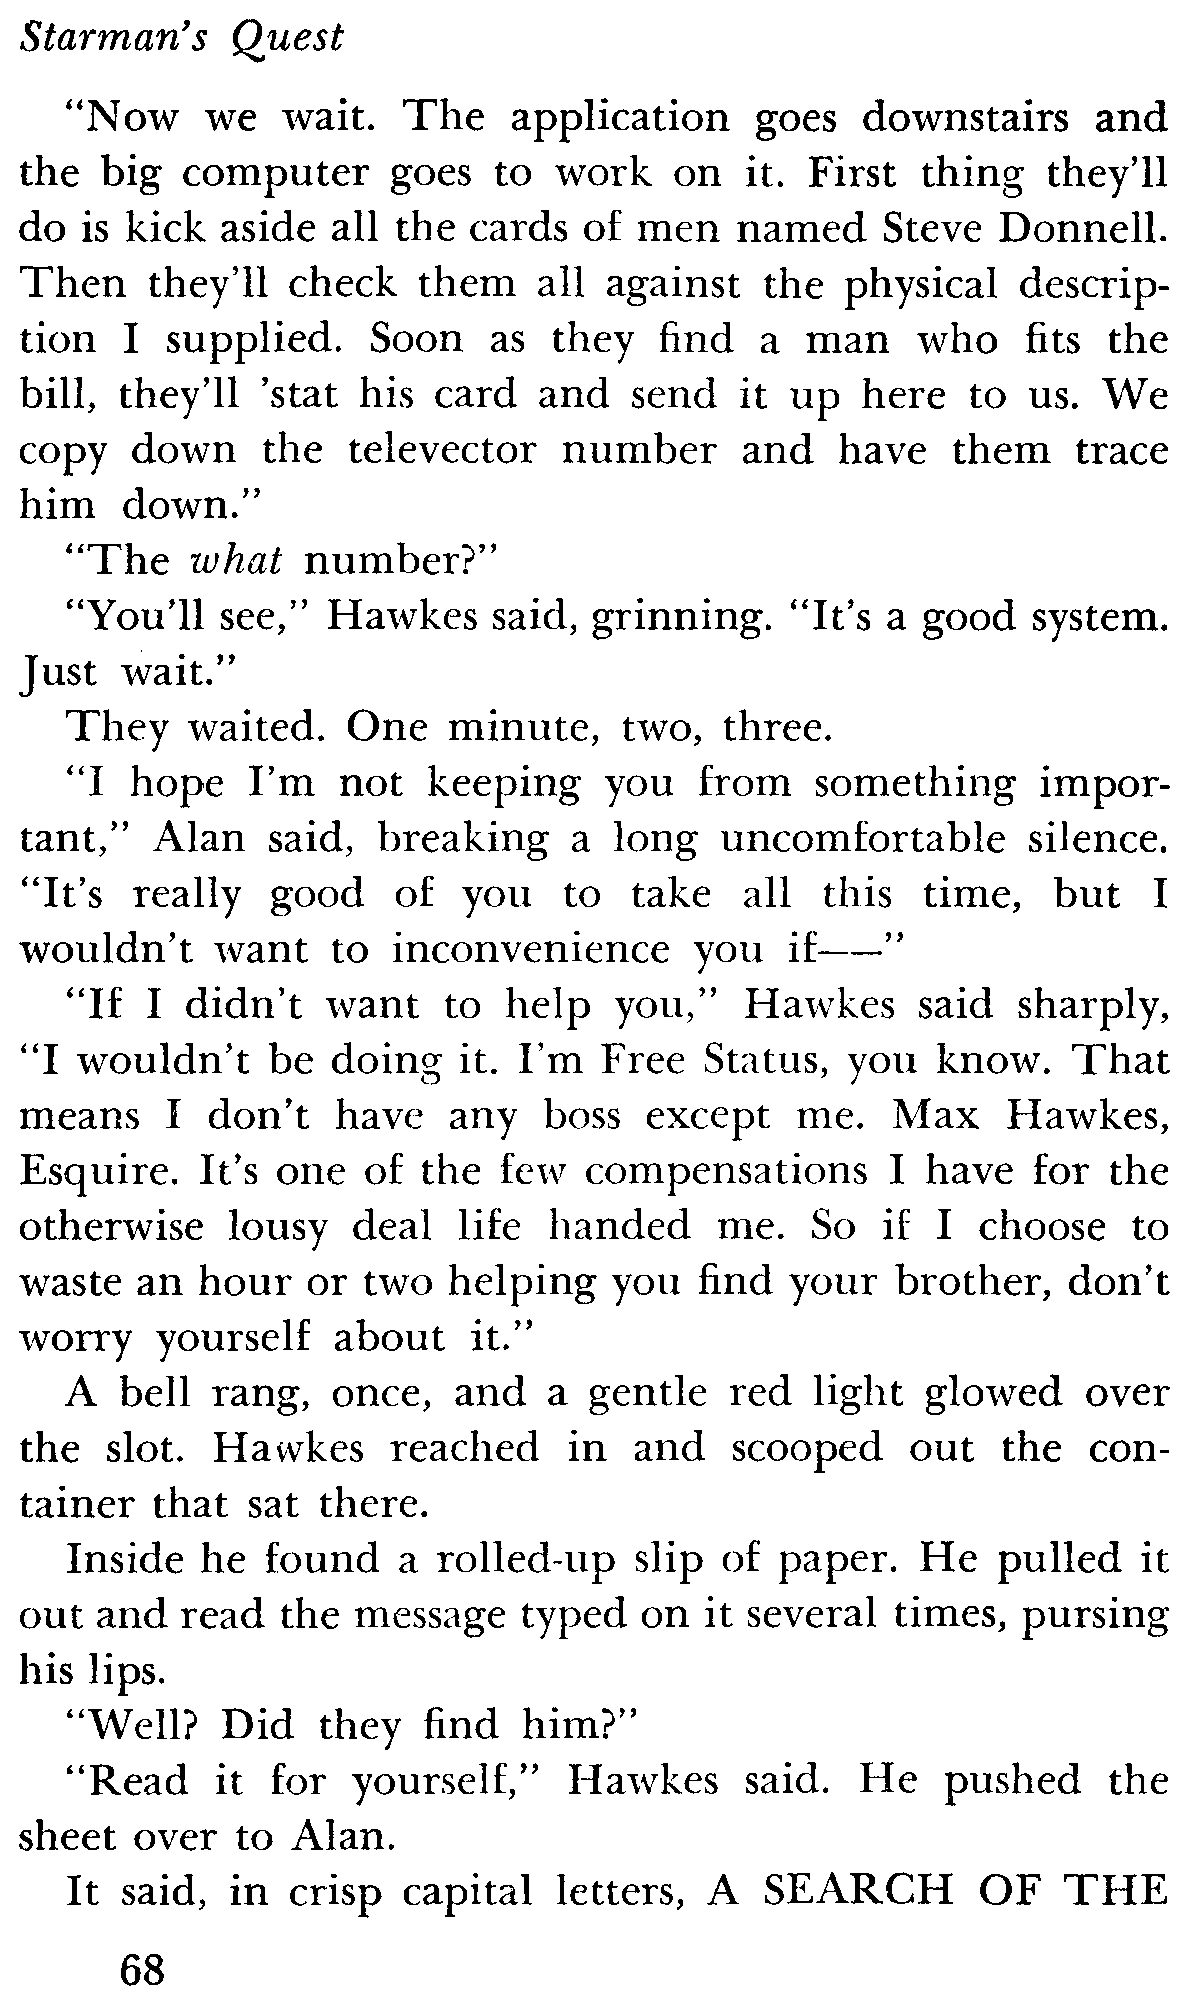 Starman's Quest
“Now we wait. The application goes downstairs and
the big computer goes to work on it. First thing they'll
do is kick aside all the cards of men named Steve Donnell.
Then they'll check them all against the physical descrip-
tion I supplied. Soon as they find a man who fits the
bill, they'll 'stat his card and send it up here to us. We
copy down the televector number and have them trace
him down.”
“The what number?”
“You'll see,” Hawkes said, grinning. “It's a good system.
Just wait.”
They waited. One minute, two, three.
“I hope I'm not keeping you from something impor-
tant,” Alan said, breaking a long uncomfortable silence.
“It's really good of you to take all this time, but I
wouldn't want to inconvenience you if——”
“If I didn't want to help you,” Hawkes said sharply,
“I wouldn't be doing it. I'm Free Status, you know. That
means I don't have any boss except me. Max Hawkes,
Esquire. It's one of the few compensations I have for the
otherwise lousy deal life handed me. So if I choose to
waste an hour or two helping you find your brother, don't
worry yourself about it.”
A bell rang, once, and a gentle red light glowed over
the slot. Hawkes reached in and scooped out the con-
tainer that sat there.
Inside he found a rolled-up slip of paper. He pulled it
out and read the message typed on it several times, pursing
his lips.
“Well? Did they find him?”
“Read it for yourself,” Hawkes said. He pushed the
sheet over to Alan.
It said, in crisp capital letters, A SEARCH OF THE
68